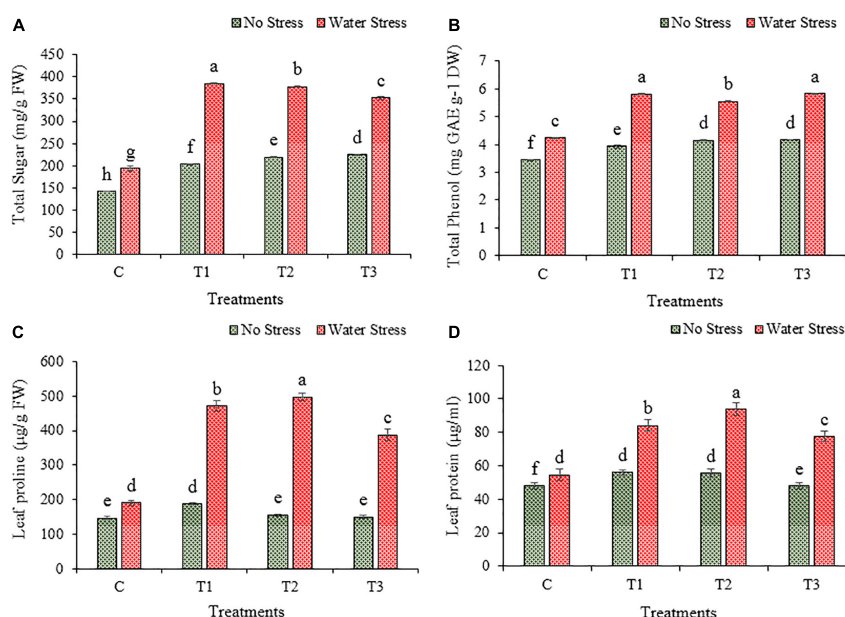 A
No Stress Water Stress
Total Sugar (mg/g FW)
450
400
350
300
250
200
150
100
50
0
h g f a e b d c
C T1 T2 T3
Treatments
B
No Stress Water Stress
Total Phenol (mg GAE g-1 DW)
7
6
5
4
3
2
1
0
f c e a d b d a
C T1 T2 T3
Treatments
C
No Stress Water Stress
Leaf proline (µg/g FW)
600
500
400
300
200
100
0
e d d b e a e c
C T1 T2 T3
Treatments
D
No Stress Water Stress
Leaf protein (µg/ml)
120
100
80
60
40
20
0
f d d b d a e c
C T1 T2 T3
Treatments